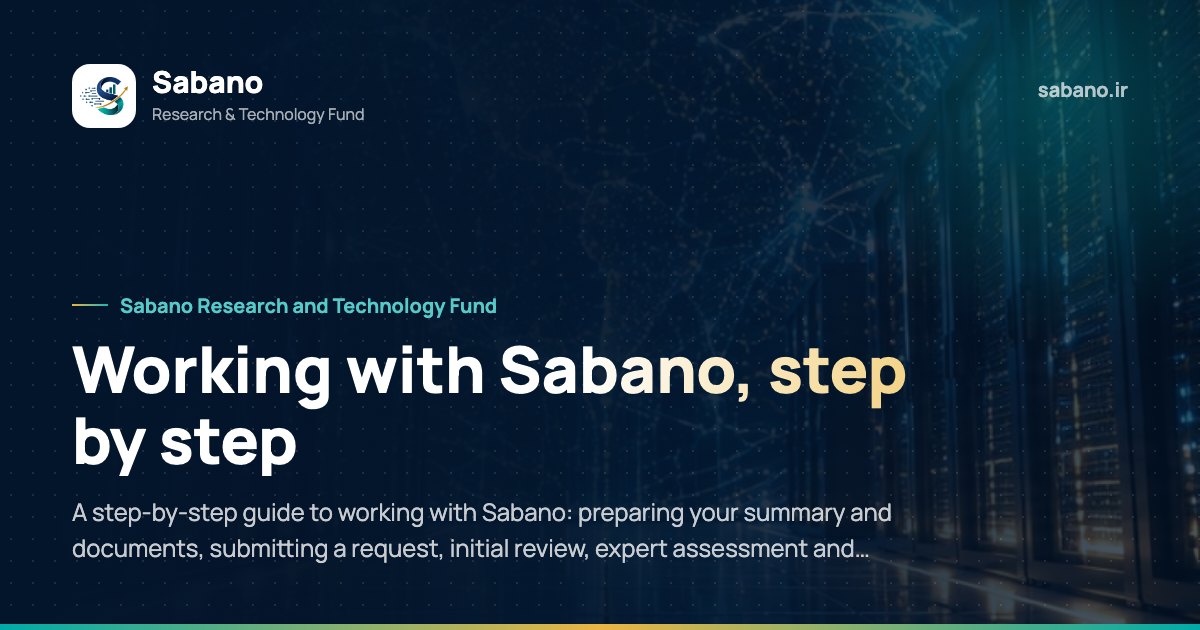 Sabano
Research & Technology Fund
sabano.ir
Sabano Research and Technology Fund
Working with Sabano, step
by step
A step-by-step guide to working with Sabano: preparing your summary and
documents, submitting a request, initial review, expert assessment and…